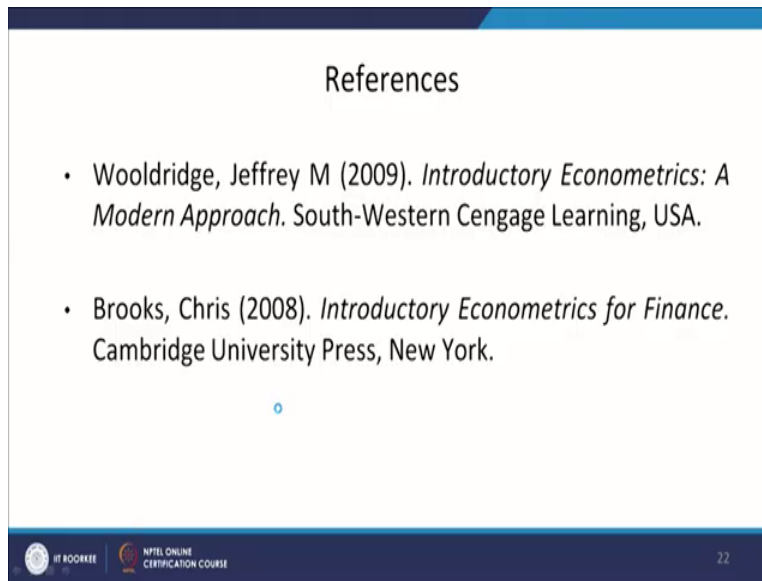 References
• Wooldridge, Jeffrey M (2009). Introductory Econometrics: A
Modern Approach. South-Western Cengage Learning, USA.
• Brooks, Chris (2008). Introductory Econometrics for Finance.
Cambridge University Press, New York.
IIT ROORKEE
NPTEL ONLINE
CERTIFICATION COURSE
22